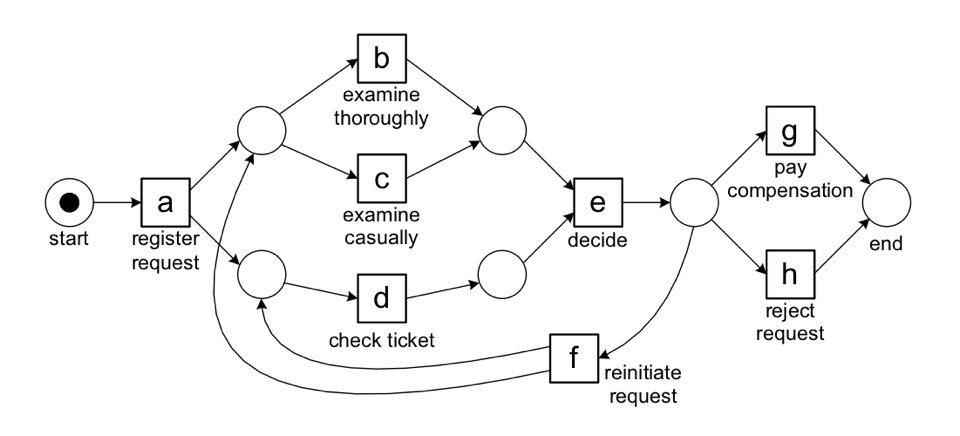 b
examine
thoroughly
g
pay
compensation
c
examine
casually
start
a
register
request
e
decide
end
d
check ticket
h
reject
request
f
reinitiate
request